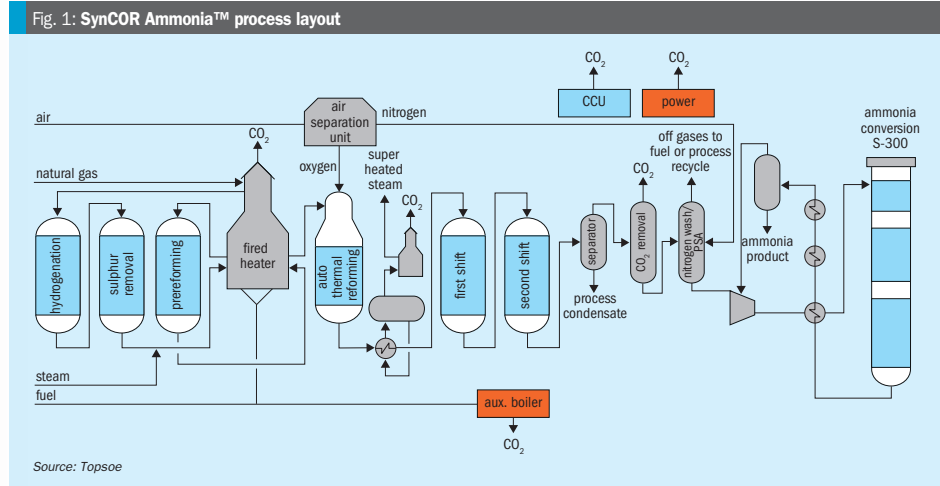 Fig. 1: SynCOR Ammonia™ process layout
CO₂
CO₂
CCU
power
air
air
separation
unit
nitrogen
ammonia
conversion
S-300
CO₂
oxygen
super
heated
steam
off gases to
fuel or process
recycle
natural gas
CO₂
CO₂
hydrogenation
sulphur
removal
prereforming
fired
heater
auto
thermal
reforming
first shift
second shift
separator
CO₂ removal
nitrogen wash/
PSA
ammonia
product
process
condensate
steam
fuel
aux. boiler
CO₂
Source: Topsoe